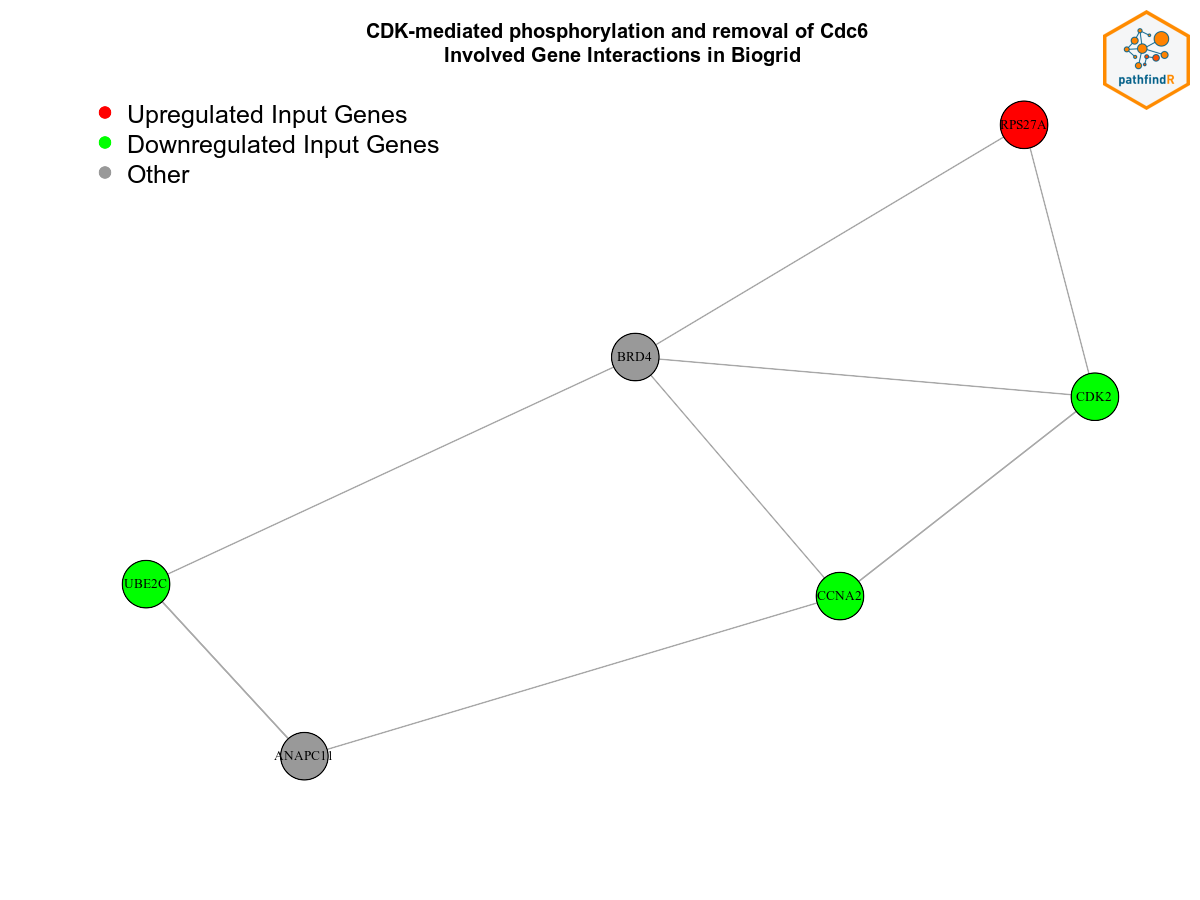 CDK-mediated phosphorylation and removal of Cdc6
Involved Gene Interactions in Biogrid
pathfindR
Upregulated Input Genes
Downregulated Input Genes
Other
RPS27A
BRD4
CDK2
UBE2C
CCNA2
ANAPC11